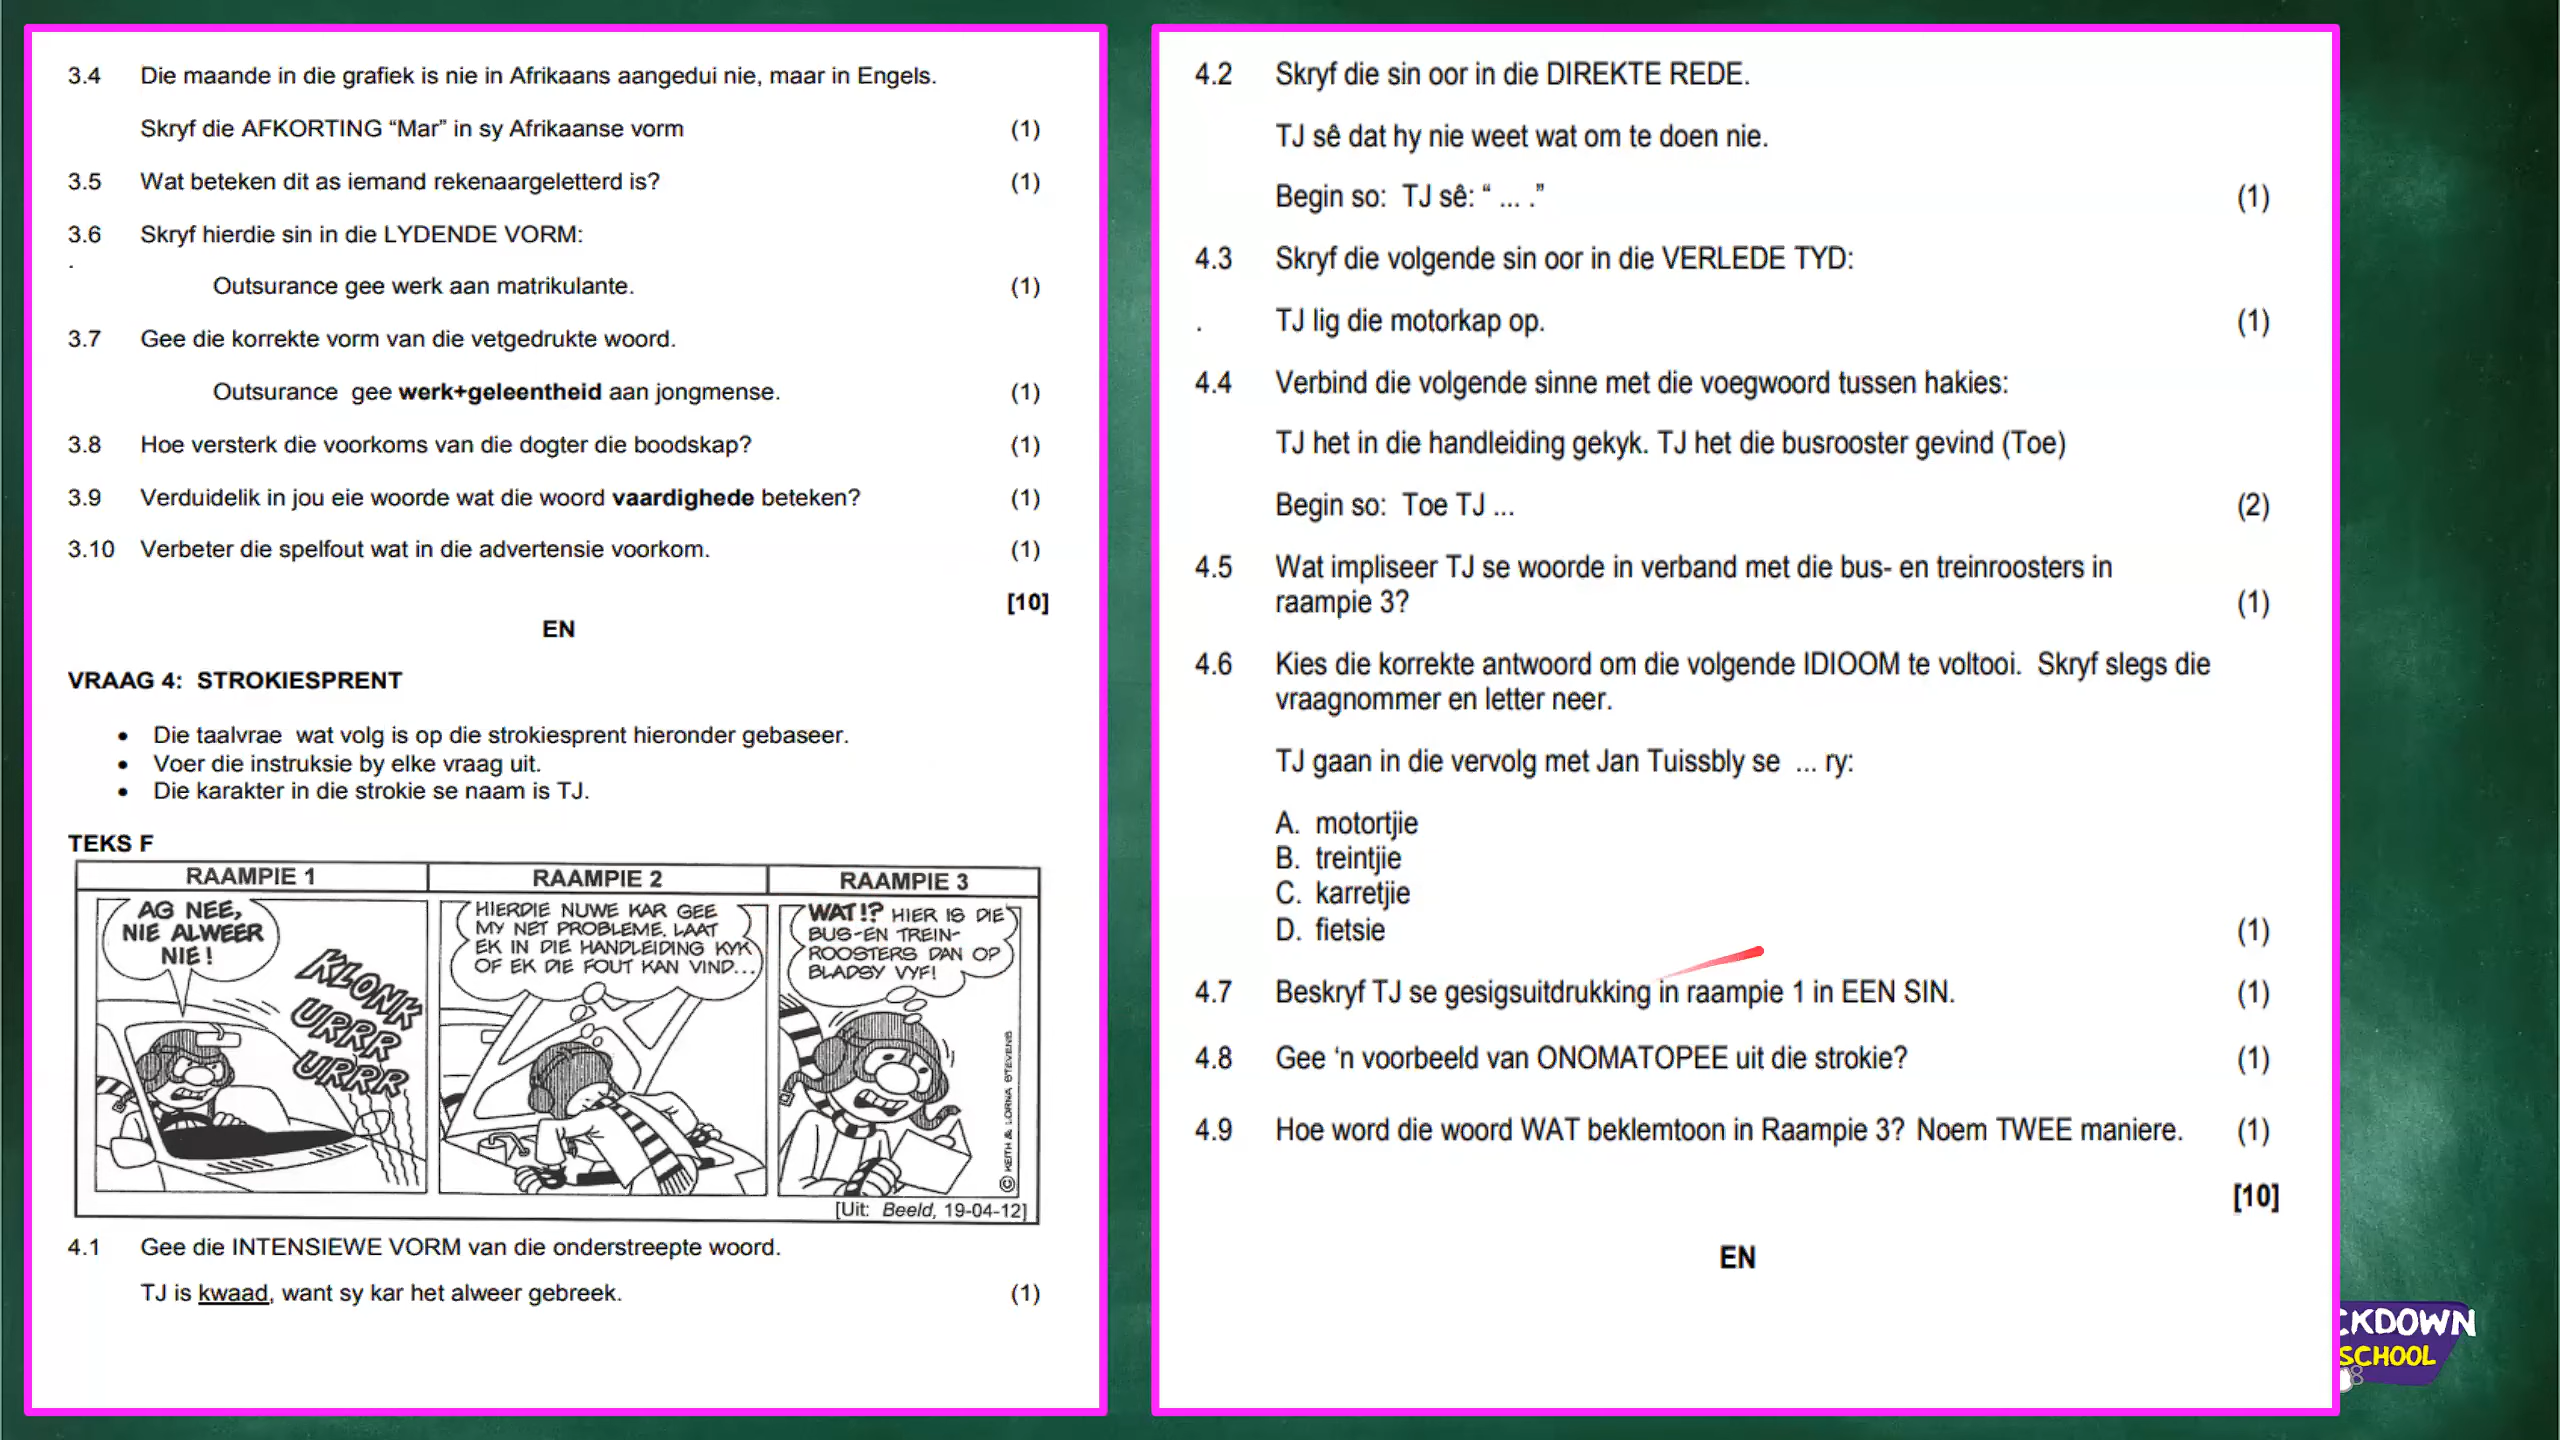 3.4 Die maande in die grafiek is nie in Afrikaans aangedui nie, maar in Engels.
Skryf die AFKORTING “Mar” in sy Afrikaanse vorm (1)
3.5 Wat beteken dit as iemand rekenaargeletterd is? (1)
3.6 Skryf hierdie sin in die LYDENDE VORM:
.
Outsurance gee werk aan matrikulante. (1)
3.7 Gee die korrekte vorm van die vetgedrukte woord.
Outsurance gee werk+geleentheid aan jongmense. (1)
3.8 Hoe versterk die voorkoms van die dogter die boodskap? (1)
3.9 Verduidelik in jou eie woorde wat die woord vaardighede beteken? (1)
3.10 Verbeter die spelfout wat in die advertensie voorkom. (1)
[10]
EN
VRAAG 4: STROKIESPRENT
• Die taalvrae wat volg is op die strokiesprent hieronder gebaseer.
• Voer die instruksie by elke vraag uit.
• Die karakter in die strokie se naam is TJ.
TEKS F
RAAMPIE 1
AG NEE,
NIE ALWEER
NIE!
KLONK
URRR
URRR
RAAMPIE 2
HIERDIE NUWE KAR GEE
MY NET PROBLEME. LAAT
EK IN DIE HANDLEIDING KYK
OF EK DIE FOUT KAN VIND...
RAAMPIE 3
WAT!? HIER IS DIE
BUS-EN TREIN-
ROOSTERS DAN OP
BLADSY VYF!
© KEITH & LORNA STEVENS
[Uit: Beeld, 19-04-12]
4.1 Gee die INTENSIEWE VORM van die onderstreepte woord.
TJ is kwaad, want sy kar het alweer gebreek. (1)
4.2 Skryf die sin oor in die DIREKTE REDE.
TJ sê dat hy nie weet wat om te doen nie.
Begin so: TJ sê: “ ... .” (1)
4.3 Skryf die volgende sin oor in die VERLEDE TYD:
. TJ lig die motorkap op. (1)
4.4 Verbind die volgende sinne met die voegwoord tussen hakies:
TJ het in die handleiding gekyk. TJ het die busrooster gevind (Toe)
Begin so: Toe TJ ... (2)
4.5 Wat impliseer TJ se woorde in verband met die bus- en treinroosters in
raampie 3? (1)
4.6 Kies die korrekte antwoord om die volgende IDIOOM te voltooi. Skryf slegs die
vraagnommer en letter neer.
TJ gaan in die vervolg met Jan Tuissbly se ... ry:
A. motortjie
B. treintjie
C. karretjie
D. fietsie (1)
4.7 Beskryf TJ se gesigsuitdrukking in raampie 1 in EEN SIN. (1)
4.8 Gee ‘n voorbeeld van ONOMATOPEE uit die strokie? (1)
4.9 Hoe word die woord WAT beklemtoon in Raampie 3? Noem TWEE maniere. (1)
[10]
EN
CKDOWN
SCHOOL
8